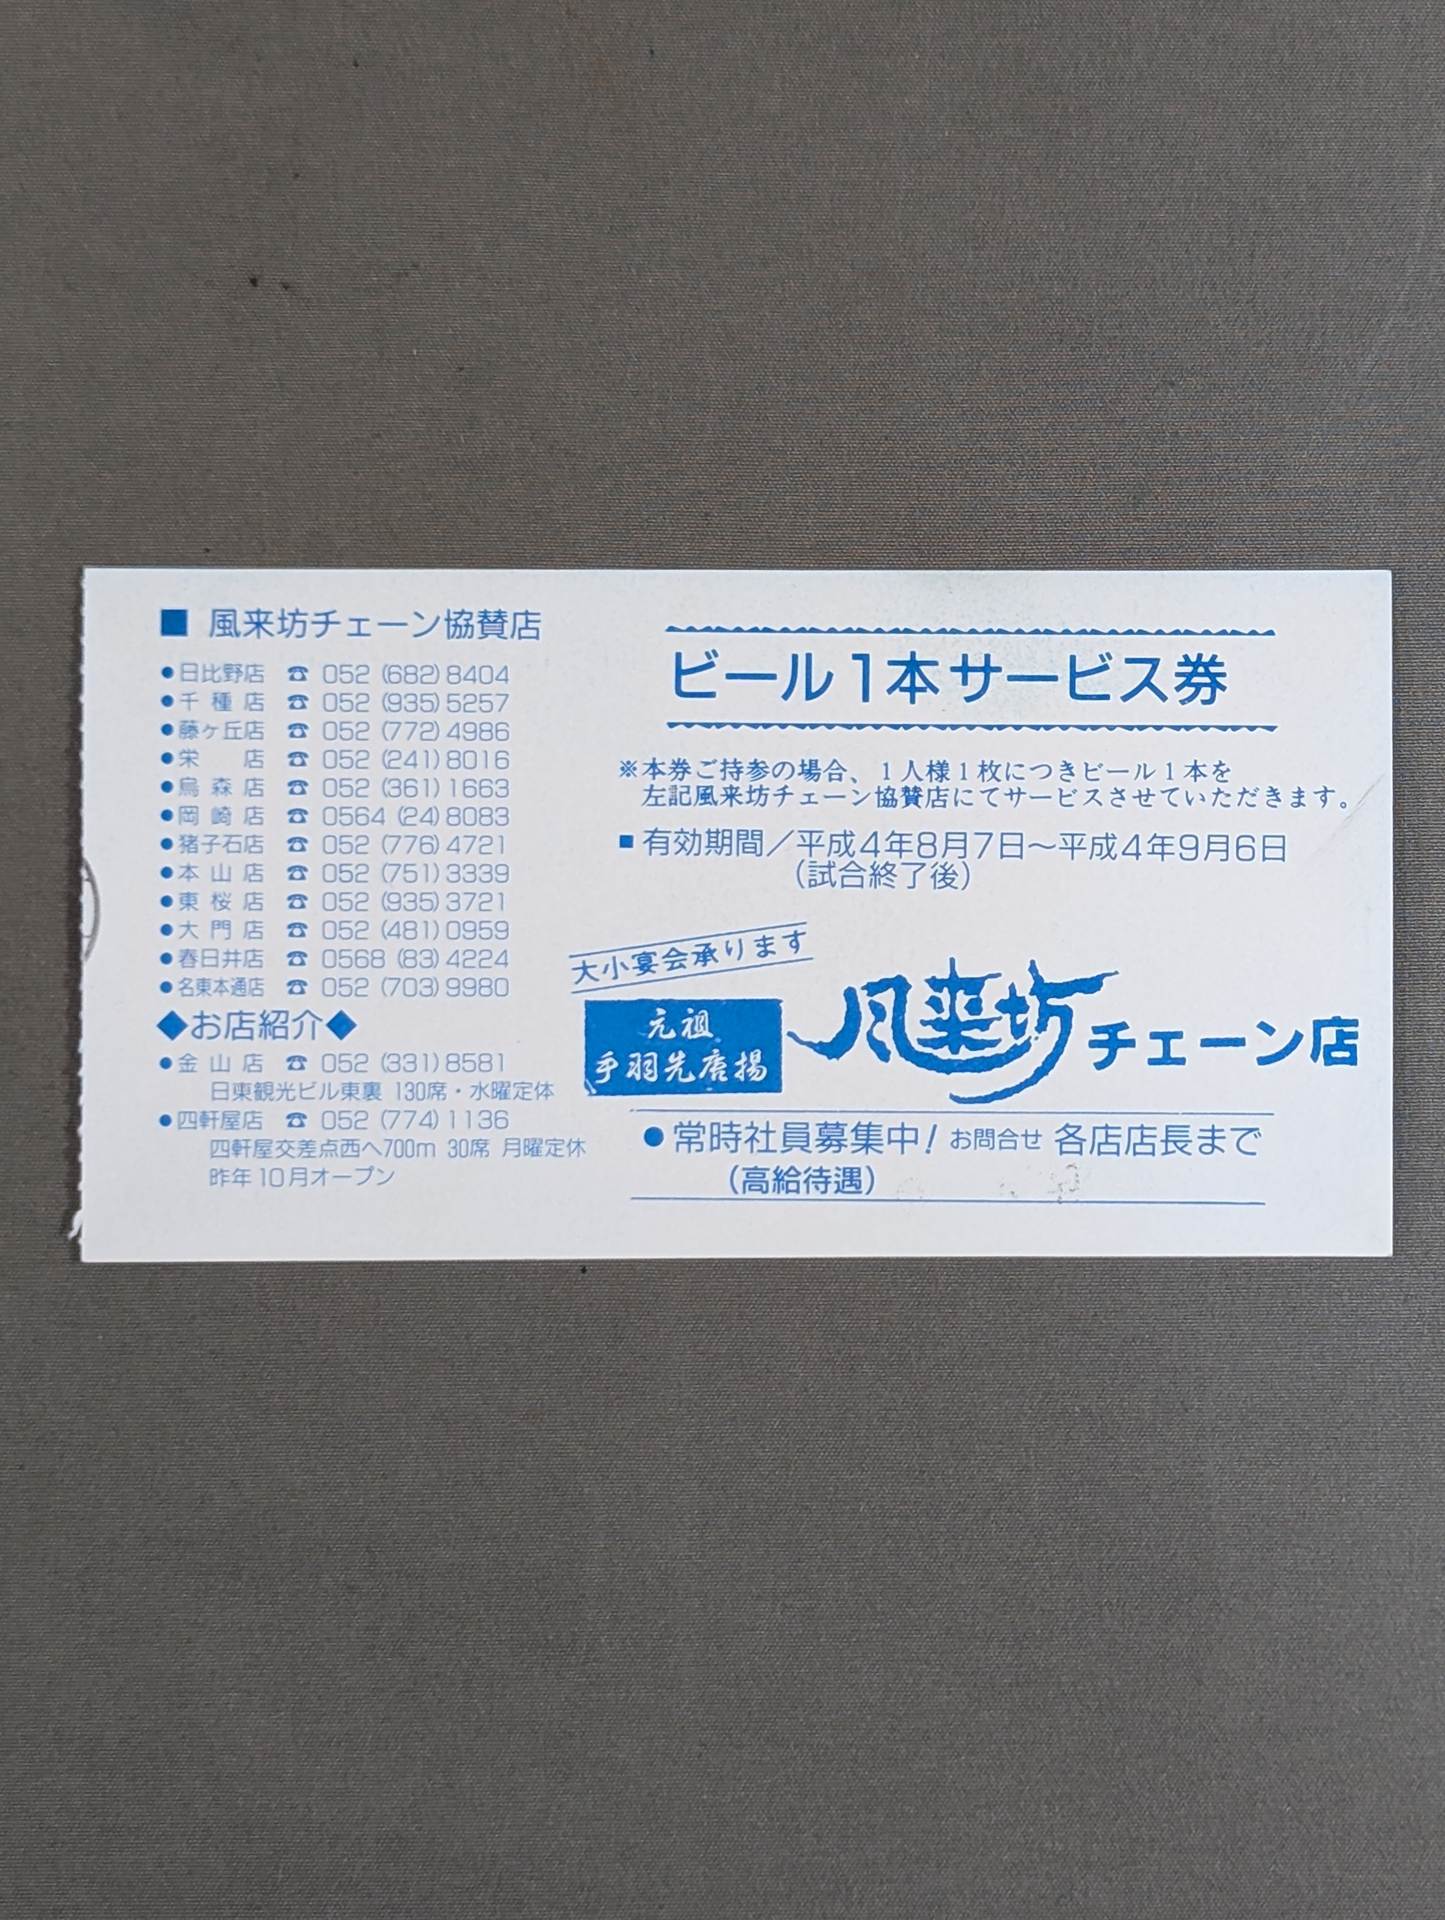 ■ 風来坊チェーン協賛店
●日比野店 ☎ 052 (682) 8404
●千種店 ☎ 052 (935) 5257
●藤ヶ丘店 ☎ 052 (772) 4986
●栄店 ☎ 052 (241) 8016
●烏森店 ☎ 052 (361) 1663
●岡崎店 ☎ 0564 (24) 8083
●猪子石店 ☎ 052 (776) 4721
●本山店 ☎ 052 (751) 3339
●東桜店 ☎ 052 (935) 3721
●大門店 ☎ 052 (481) 0959
●春日井店 ☎ 0568 (83) 4224
●名東本通店 ☎ 052 (703) 9980
◆お店紹介◆
●金山店 ☎ 052 (331) 8581
日東観光ビル東裏 130席・水曜定体
●四軒屋店 ☎ 052 (774) 1136
四軒屋交差点西へ700m 30席 月曜定休
昨年10月オープン
ビール1本サービス券
※本券ご持参の場合、1人様1枚につきビール1本を
左記風来坊チェーン協賛店にてサービスさせていただきます。
■有効期間／平成4年8月7日～平成4年9月6日
(試合終了後)
大小宴会承ります
元祖
手羽先唐揚
風来坊チェーン店
●常時社員募集中! お問合せ 各店店長まで
(高給待遇)